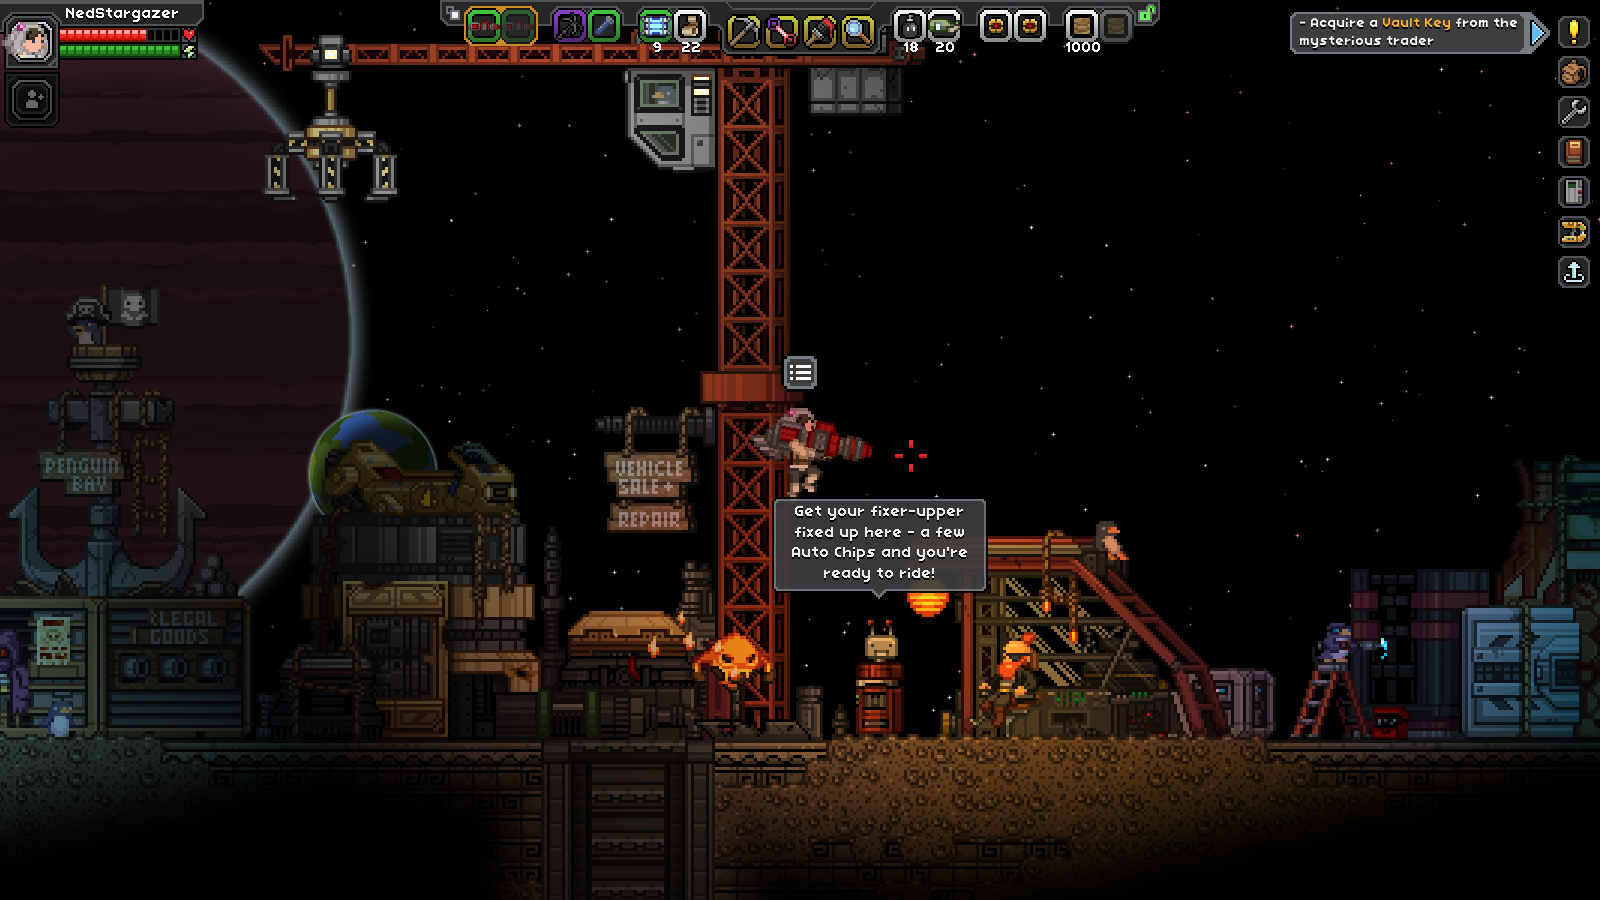 NedStargazer
9
22
18
20
1000
- Acquire a Vault Key from the
mysterious trader
PENGUIN
BAY
VEHICLE
SALE+
REPAIR
Get your fixer-upper
fixed up here - a few
Auto Chips and you're
ready to ride!
GOODS